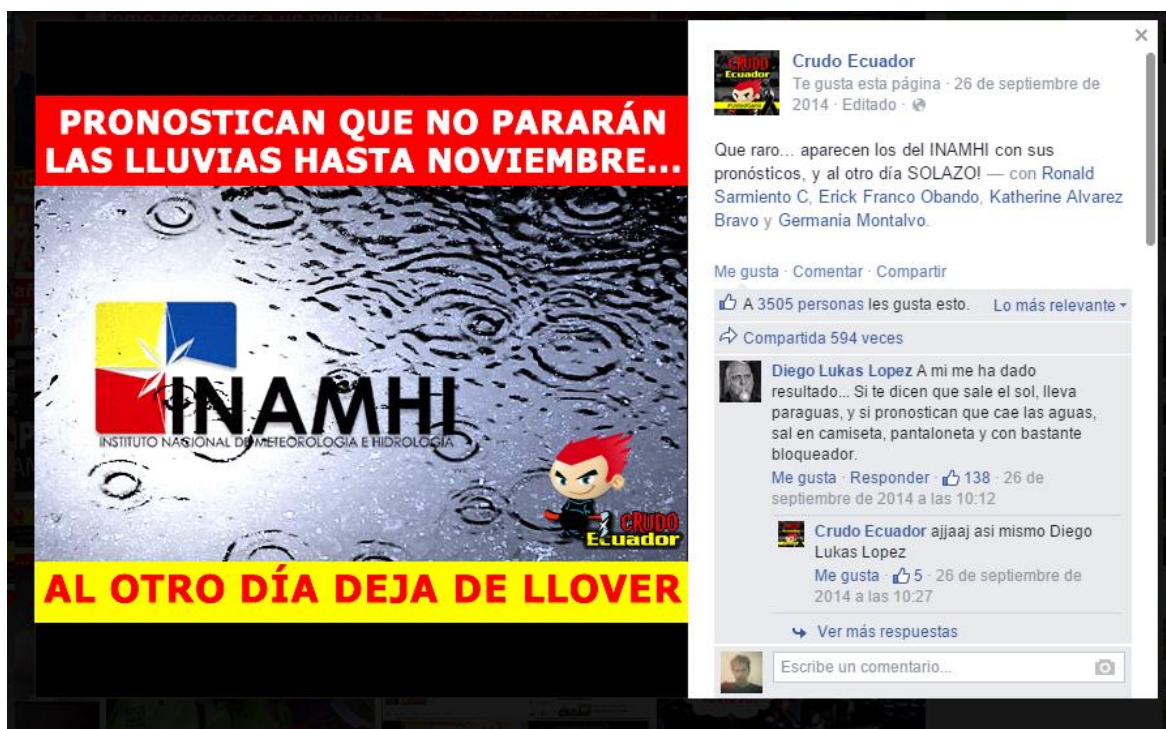 PRONOSTICAN QUE NO PARARÁN
LAS LLUVIAS HASTA NOVIEMBRE...
INAMHI
INSTITUTO NACIONAL DE METEOROLOGIA E HIDROLOGIA
CRUDO
Ecuador
AL OTRO DÍA DEJA DE LLOVER
CRUDO
Ecuador
Crudo Ecuador
Te gusta esta página · 26 de septiembre de
2014 · Editado ·
Que raro... aparecen los del INAMHI con sus
pronósticos, y al otro día SOLAZO! — con Ronald
Sarmiento C, Erick Franco Obando, Katherine Alvarez
Bravo y Germania Montalvo.
Me gusta · Comentar · Compartir
A 3505 personas les gusta esto. Lo más relevante
Compartida 594 veces
Diego Lukas Lopez A mi me ha dado
resultado... Si te dicen que sale el sol, lleva
paraguas, y si pronostican que cae las aguas,
sal en camiseta, pantaloneta y con bastante
bloqueador.
Me gusta · Responder · 138 · 26 de
septiembre de 2014 a las 10:12
Crudo Ecuador ajjaaj asi mismo Diego
Lukas Lopez
Me gusta · 5 · 26 de septiembre de
2014 a las 10:27
Ver más respuestas
Escribe un comentario...